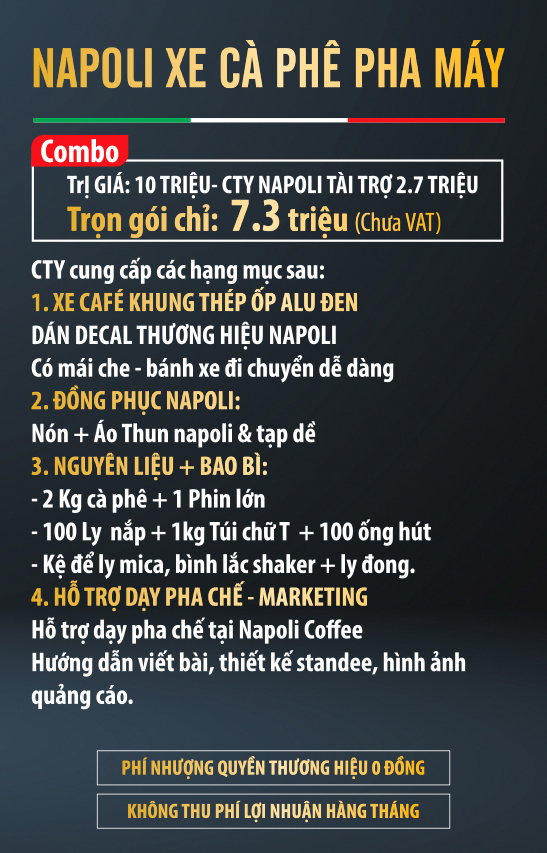 NAPOLI XE CÀ PHÊ PHA MÁY
Combo
TRỊ GIÁ: 10 TRIỆU- CTY NAPOLI TÀI TRỢ 2.7 TRIỆU
Trọn gói chỉ: 7.3 triệu (Chưa VAT)
CTY cung cấp các hạng mục sau:
1. XE CAFÉ KHUNG THÉP ỐP ALU ĐEN
DÁN DECAL THƯƠNG HIỆU NAPOLI
Có mái che - bánh xe đi chuyển dễ dàng
2. ĐỒNG PHỤC NAPOLI:
Nón + Áo Thun napoli & tạp dề
3. NGUYÊN LIỆU + BAO BÌ:
- 2 Kg cà phê + 1 Phin lớn
- 100 Ly nắp + 1kg Túi chữ T + 100 ống hút
- Kệ để ly mica, bình lắc shaker + ly đong.
4. HỖ TRỢ DẠY PHA CHẾ - MARKETING
Hỗ trợ dạy pha chế tại Napoli Coffee
Hướng dẫn viết bài, thiết kế standee, hình ảnh
quảng cáo.
PHÍ NHƯỢNG QUYỀN THƯƠNG HIỆU 0 ĐỒNG
KHÔNG THU PHÍ LỢI NHUẬN HÀNG THÁNG